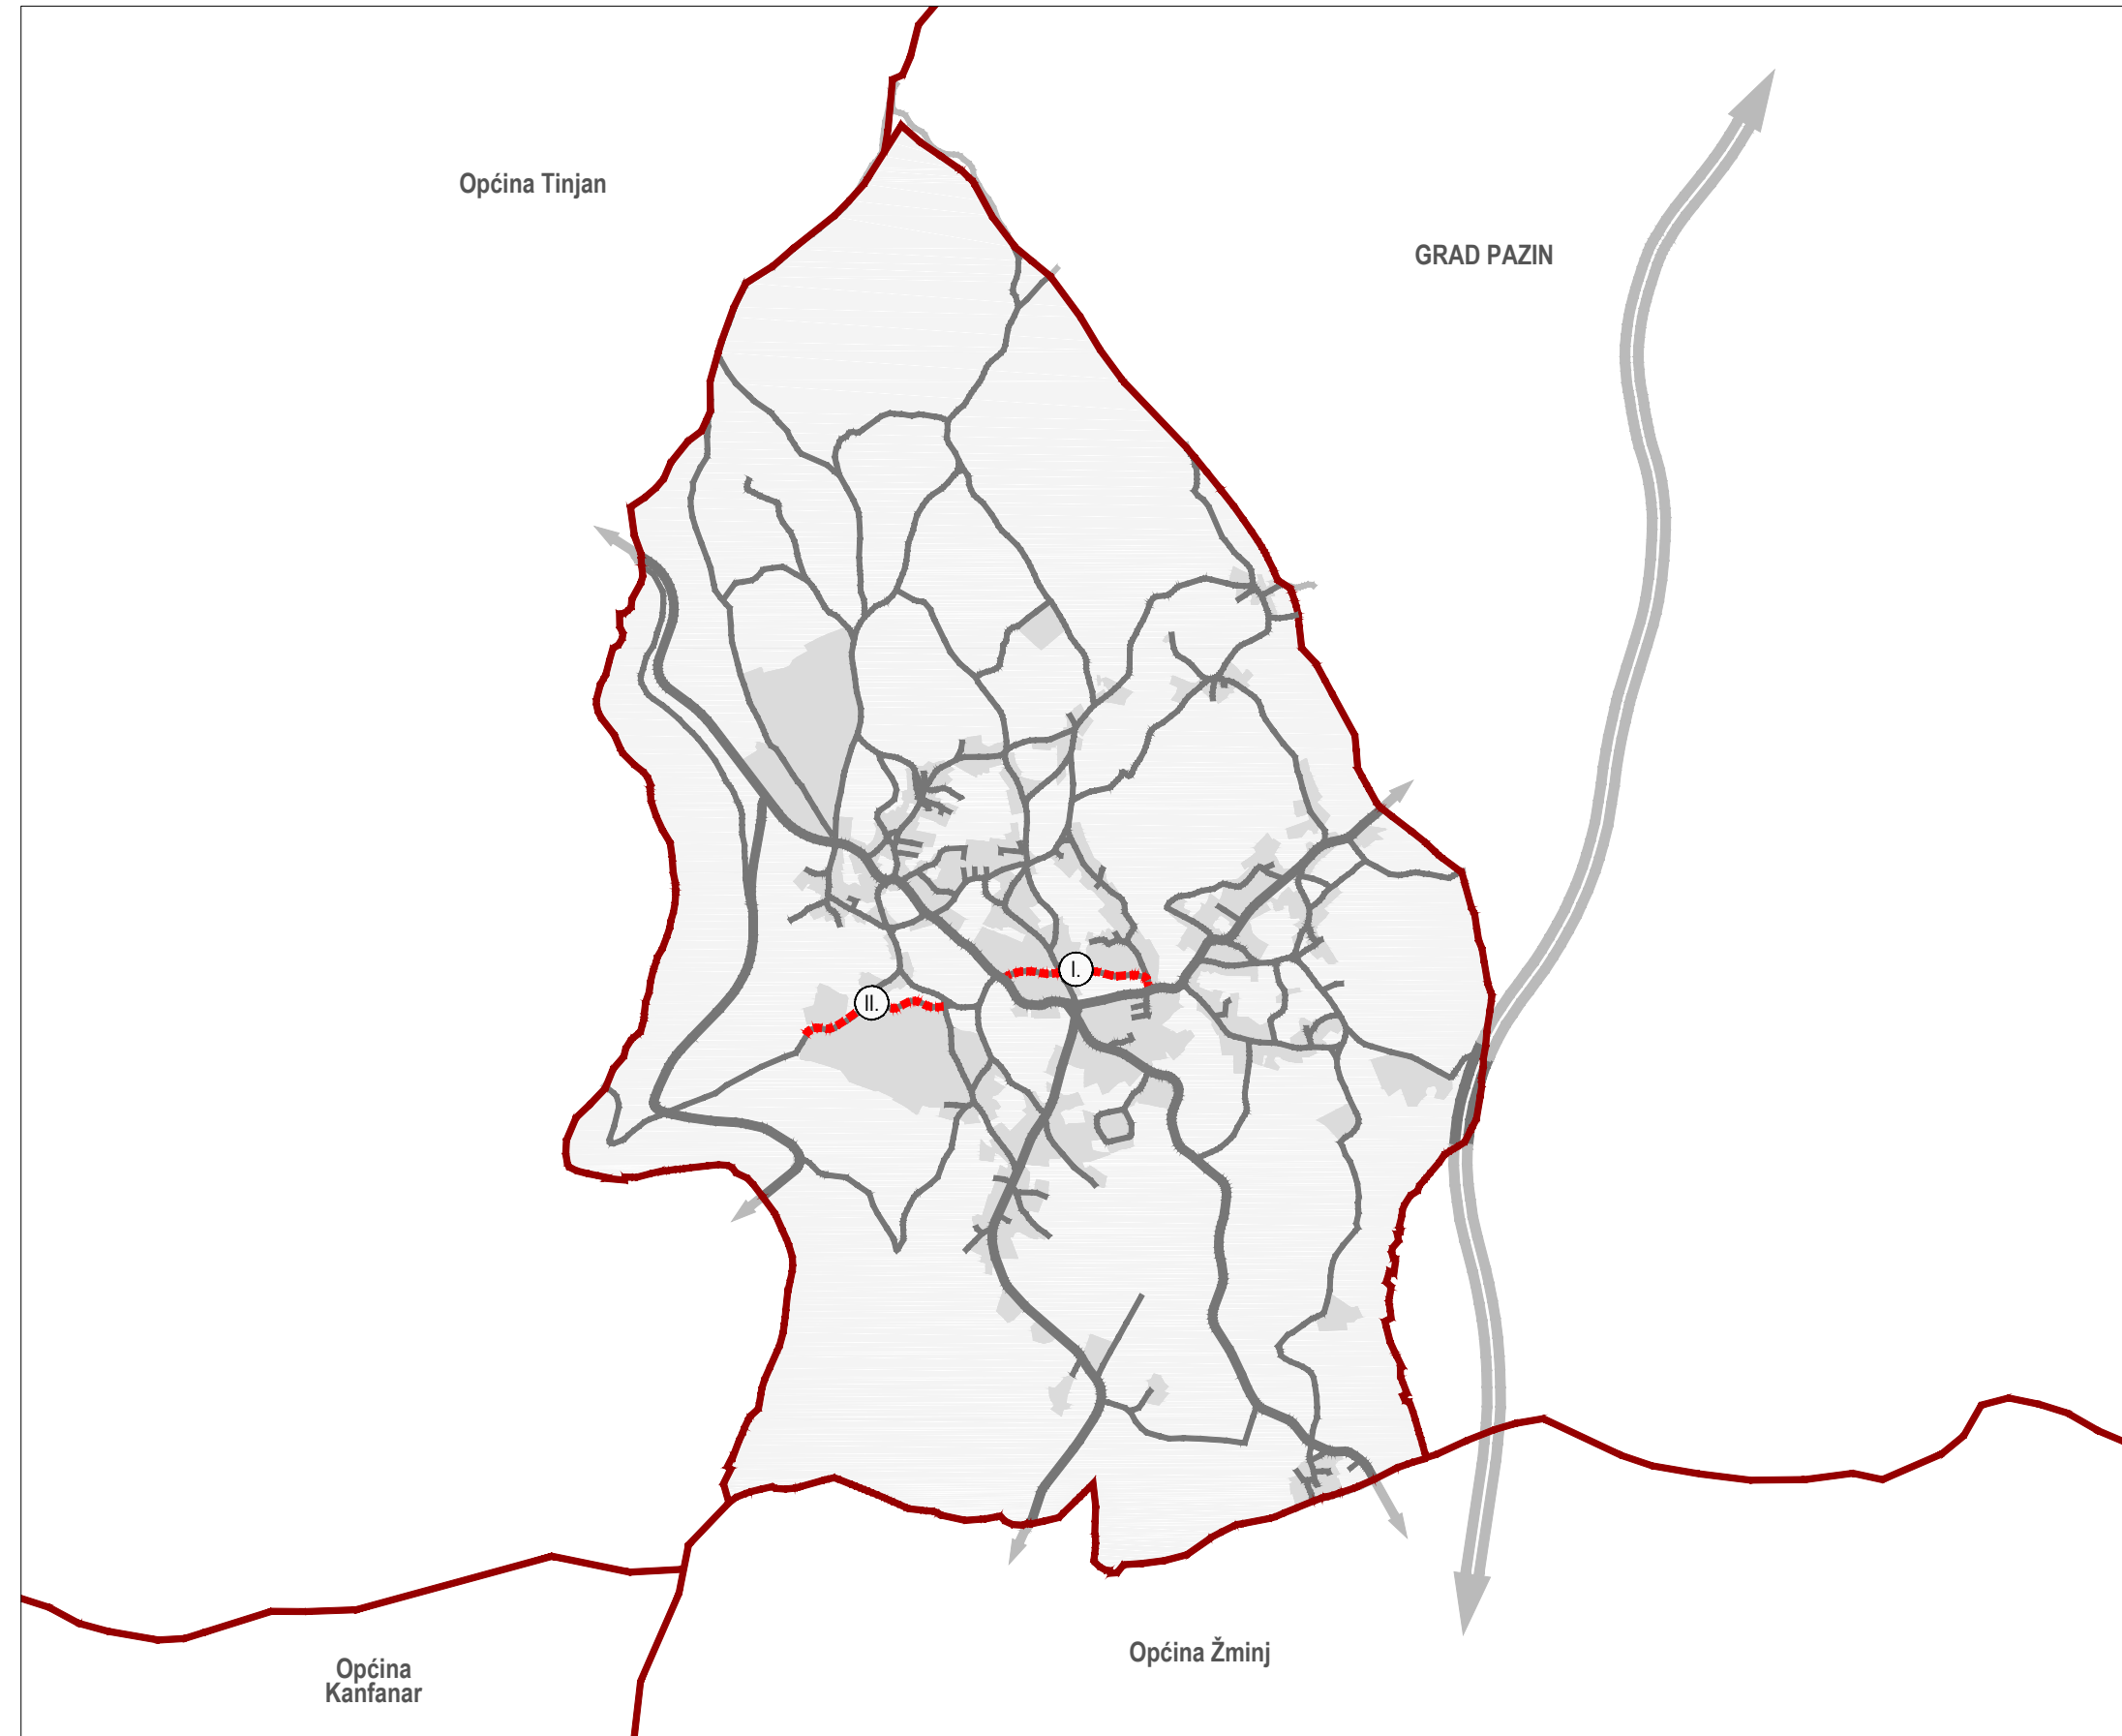 Općina Tinjan
GRAD PAZIN
I.
II.
Općina Žminj
Općina
Kanfanar